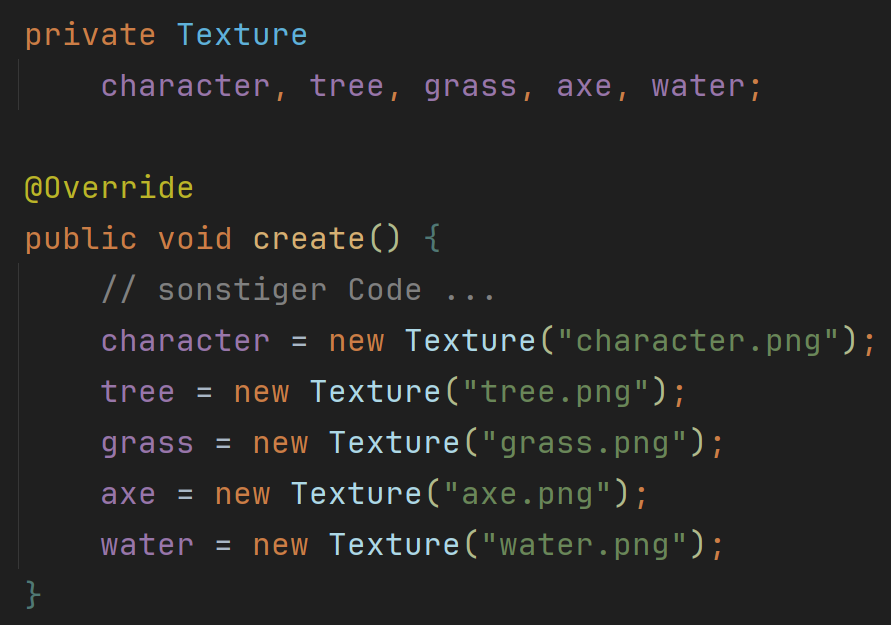 private Texture
    character, tree, grass, axe, water;

@Override
public void create() {
    // sonstiger Code ...
    character = new Texture("character.png");
    tree = new Texture("tree.png");
    grass = new Texture("grass.png");
    axe = new Texture("axe.png");
    water = new Texture("water.png");
}